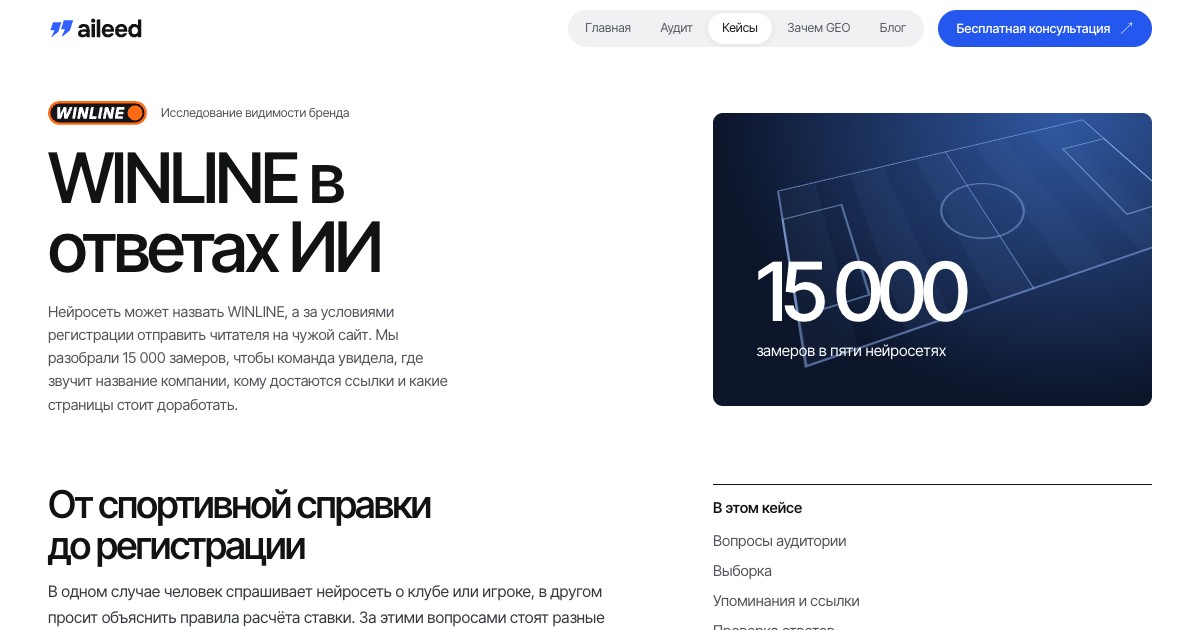 aileed
Главная
Аудит
Кейсы
Зачем GEO
Блог
Бесплатная консультация
WINLINE
Исследование видимости бренда
WINLINE в
ответах ИИ
Нейросеть может назвать WINLINE, а за условиями
регистрации отправить читателя на чужой сайт. Мы
разобрали 15 000 замеров, чтобы команда увидела, где
звучит название компании, кому достаются ссылки и какие
страницы стоит доработать.
15 000
замеров в пяти нейросетях
От спортивной справки
до регистрации
В одном случае человек спрашивает нейросеть о клубе или игроке, в другом
просит объяснить правила расчёта ставки. За этими вопросами стоят разные
В этом кейсе
Вопросы аудитории
Выборка
Упоминания и ссылки
Проверка ответов